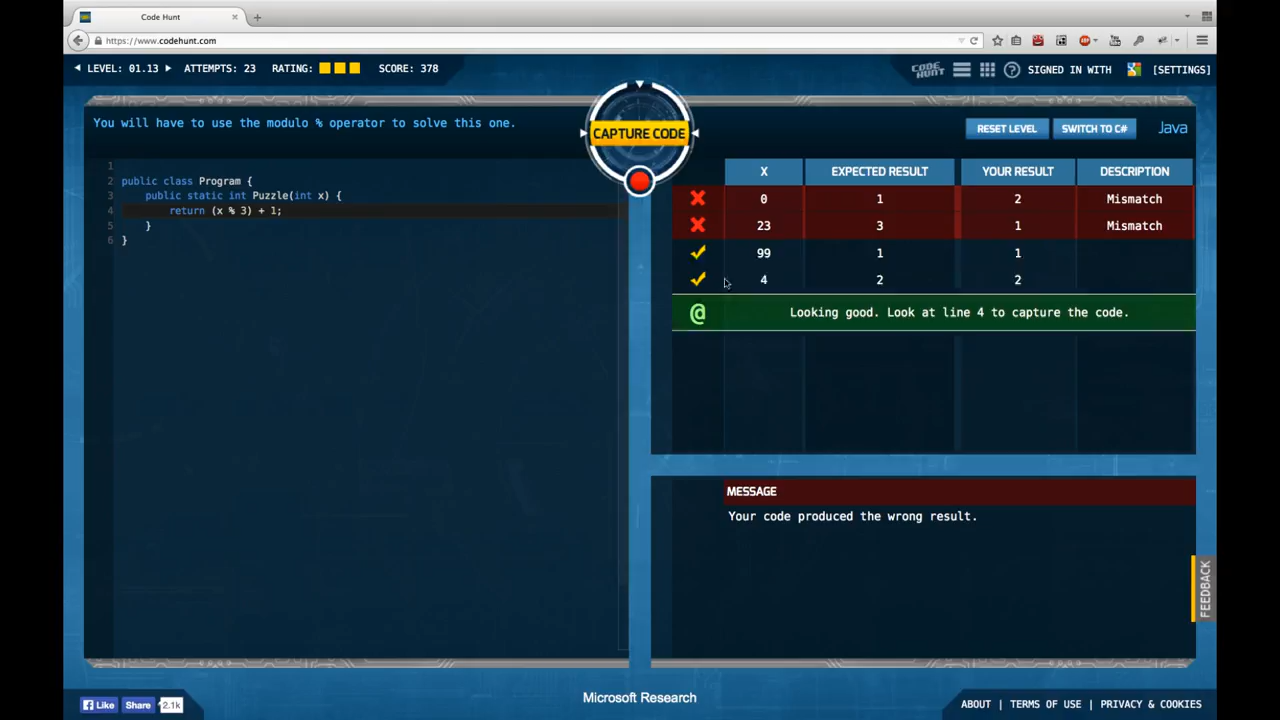 Code Hunt
https://www.codehunt.com
LEVEL: 01.13 ATTEMPTS: 23 RATING: SCORE: 378
CODE HUNT
SIGNED IN WITH [SETTINGS]
You will have to use the modulo % operator to solve this one.
CAPTURE CODE
RESET LEVEL SWITCH TO C# Java
1
2 public class Program {
3 public static int Puzzle(int x) {
4 return (x % 3) + 1;
5 }
6 }
X EXPECTED RESULT YOUR RESULT DESCRIPTION
0 1 2 Mismatch
23 3 1 Mismatch
99 1 1
4 2 2
@ Looking good. Look at line 4 to capture the code.
MESSAGE
Your code produced the wrong result.
FEEDBACK
Like Share 2.1k
Microsoft Research
ABOUT | TERMS OF USE | PRIVACY & COOKIES